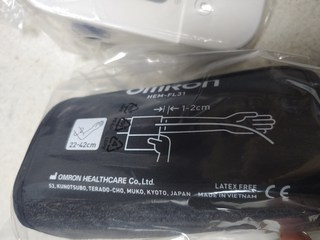 OMRON
HEM-FL31
1-2cm
22-42cm
OMRON HEALTHCARE Co., Ltd.
53, KUNOTSUBO, TERADO-CHO, MUKO, KYOTO, JAPAN
LATEX FREE
MADE IN VIETNAM
CE